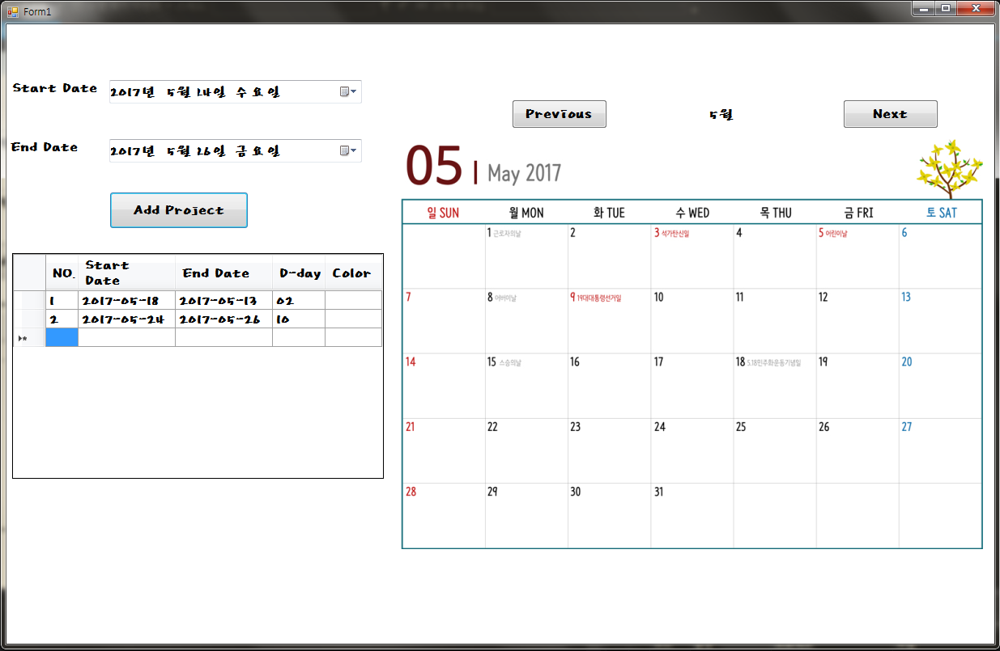 Form1
Start Date
2017년 5월 24일 수요일
End Date
2017년 5월 26일 금요일
Add Project
NO. Start Date End Date D-day Color
1 2017-05-18 2017-05-13 02
2 2017-05-24 2017-05-26 10
Previous 5월 Next
05 | May 2017
일 SUN 월 MON 화 TUE 수 WED 목 THU 금 FRI 토 SAT
1 근로자의날 2 3 석가탄신일 4 5 어린이날 6
7 8 어버이날 9 19대대통령선거일 10 11 12 13
14 15 스승의날 16 17 18 5.18민주화운동기념일 19 20
21 22 23 24 25 26 27
28 29 30 31